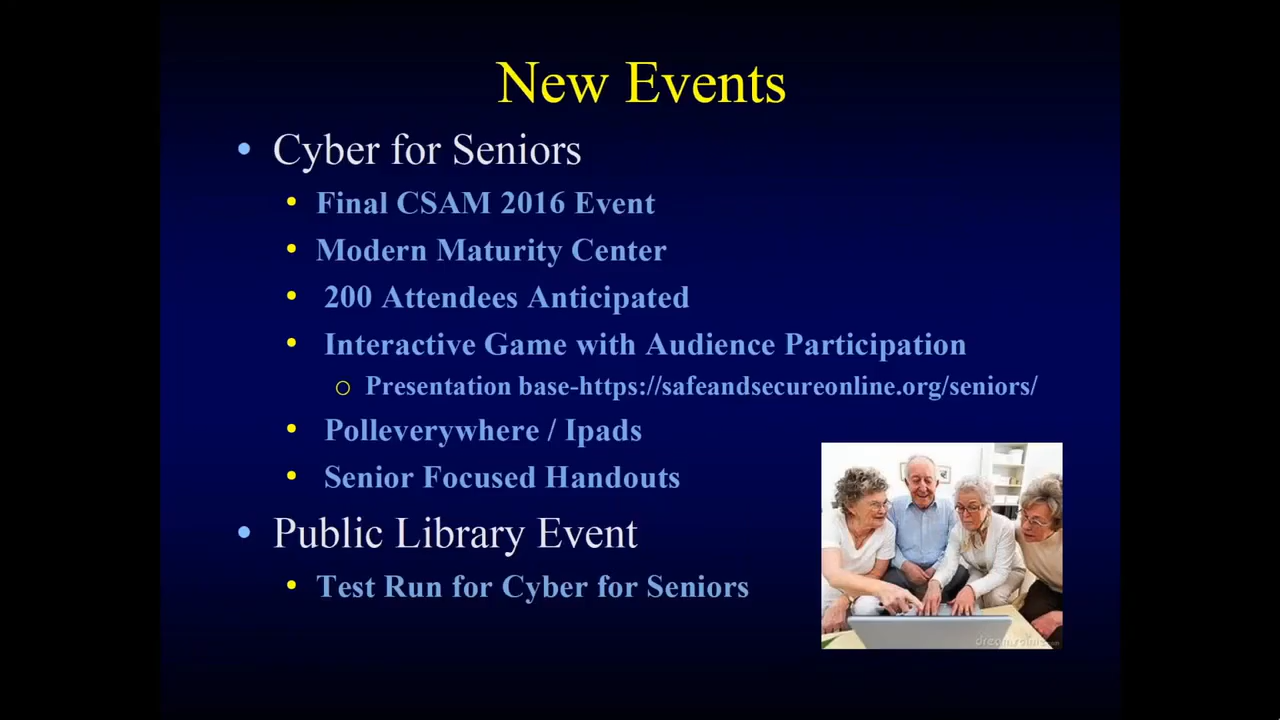 New Events
• Cyber for Seniors
• Final CSAM 2016 Event
• Modern Maturity Center
• 200 Attendees Anticipated
• Interactive Game with Audience Participation
o Presentation base-https://safeandsecureonline.org/seniors/
• Polleverywhere / Ipads
• Senior Focused Handouts
• Public Library Event
• Test Run for Cyber for Seniors